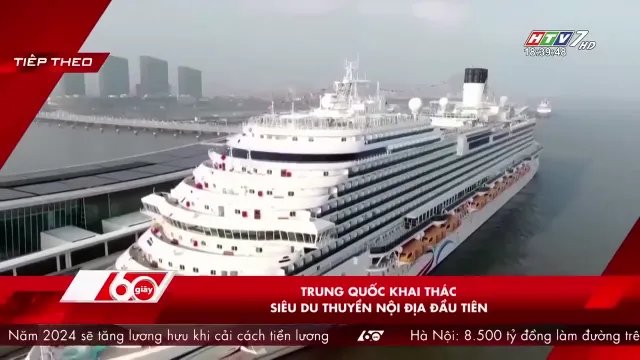 HTV7 HD
18:39:48
TIẾP THEO
60 giây
TRUNG QUỐC KHAI THÁC
SIÊU DU THUYỀN NỘI ĐỊA ĐẦU TIÊN
Năm 2024 sẽ tăng lương hưu khi cải cách tiền lương 60 Hà Nội: 8.500 tỷ đồng làm đường trê